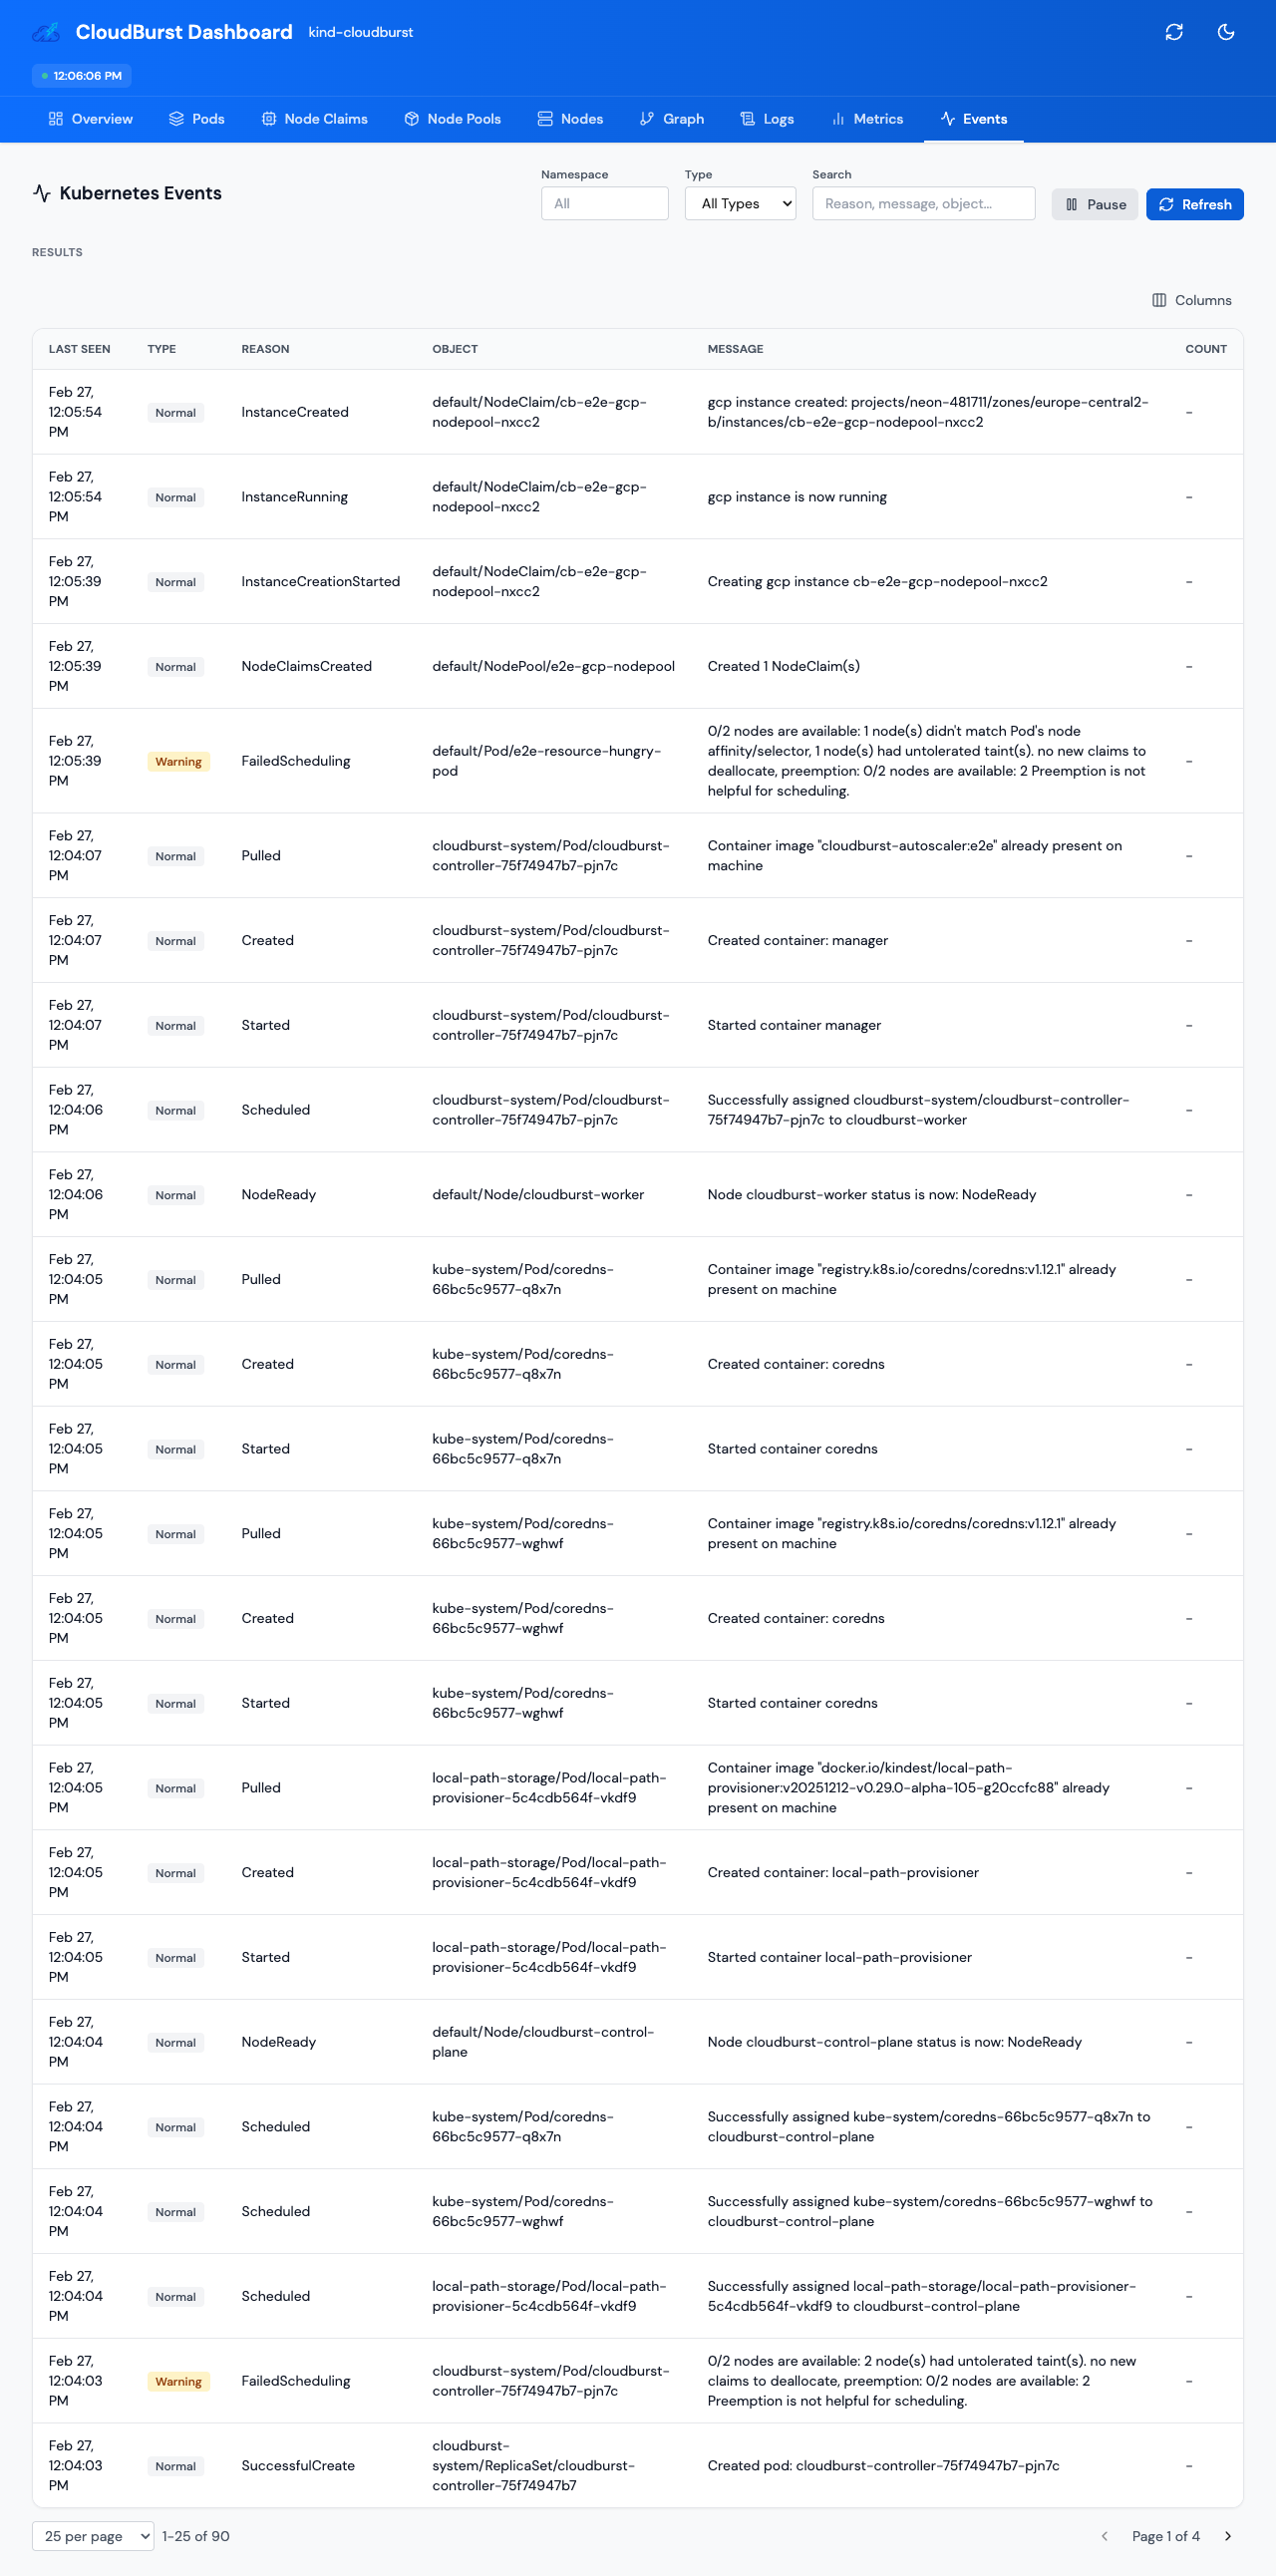 CloudBurst Dashboard kind-cloudburst
12:06:06 PM
Overview Pods Node Claims Node Pools Nodes Graph Logs Metrics Events
Kubernetes Events
Namespace Type Search
All All Types Reason, message, object... Pause Refresh
RESULTS
Columns
LAST SEEN TYPE REASON OBJECT MESSAGE COUNT
Feb 27,
12:05:54
PM
Normal
InstanceCreated
default/NodeClaim/cb-e2e-gcp-
nodepool-nxcc2
gcp instance created: projects/neon-481711/zones/europe-central2-
b/instances/cb-e2e-gcp-nodepool-nxcc2
-
Feb 27,
12:05:54
PM
Normal
InstanceRunning
default/NodeClaim/cb-e2e-gcp-
nodepool-nxcc2
gcp instance is now running
-
Feb 27,
12:05:39
PM
Normal
InstanceCreationStarted
default/NodeClaim/cb-e2e-gcp-
nodepool-nxcc2
Creating gcp instance cb-e2e-gcp-nodepool-nxcc2
-
Feb 27,
12:05:39
PM
Normal
NodeClaimsCreated
default/NodePool/e2e-gcp-nodepool
Created 1 NodeClaim(s)
-
Feb 27,
12:05:39
PM
Warning
FailedScheduling
default/Pod/e2e-resource-hungry-
pod
0/2 nodes are available: 1 node(s) didn't match Pod's node
affinity/selector, 1 node(s) had untolerated taint(s). no new claims to
deallocate, preemption: 0/2 nodes are available: 2 Preemption is not
helpful for scheduling.
-
Feb 27,
12:04:07
PM
Normal
Pulled
cloudburst-system/Pod/cloudburst-
controller-75f74947b7-pjn7c
Container image "cloudburst-autoscaler:e2e" already present on
machine
-
Feb 27,
12:04:07
PM
Normal
Created
cloudburst-system/Pod/cloudburst-
controller-75f74947b7-pjn7c
Created container: manager
-
Feb 27,
12:04:07
PM
Normal
Started
cloudburst-system/Pod/cloudburst-
controller-75f74947b7-pjn7c
Started container manager
-
Feb 27,
12:04:06
PM
Normal
Scheduled
cloudburst-system/Pod/cloudburst-
controller-75f74947b7-pjn7c
Successfully assigned cloudburst-system/cloudburst-controller-
75f74947b7-pjn7c to cloudburst-worker
-
Feb 27,
12:04:06
PM
Normal
NodeReady
default/Node/cloudburst-worker
Node cloudburst-worker status is now: NodeReady
-
Feb 27,
12:04:05
PM
Normal
Pulled
kube-system/Pod/coredns-
66bc5c9577-q8x7n
Container image "registry.k8s.io/coredns/coredns:v1.12.1" already
present on machine
-
Feb 27,
12:04:05
PM
Normal
Created
kube-system/Pod/coredns-
66bc5c9577-q8x7n
Created container: coredns
-
Feb 27,
12:04:05
PM
Normal
Started
kube-system/Pod/coredns-
66bc5c9577-q8x7n
Started container coredns
-
Feb 27,
12:04:05
PM
Normal
Pulled
kube-system/Pod/coredns-
66bc5c9577-wghwf
Container image "registry.k8s.io/coredns/coredns:v1.12.1" already
present on machine
-
Feb 27,
12:04:05
PM
Normal
Created
kube-system/Pod/coredns-
66bc5c9577-wghwf
Created container: coredns
-
Feb 27,
12:04:05
PM
Normal
Started
kube-system/Pod/coredns-
66bc5c9577-wghwf
Started container coredns
-
Feb 27,
12:04:05
PM
Normal
Pulled
local-path-storage/Pod/local-path-
provisioner-5c4cdb564f-vkdf9
Container image "docker.io/kindest/local-path-
provisioner:v20251212-v0.29.0-alpha-105-g20ccfc88" already
present on machine
-
Feb 27,
12:04:05
PM
Normal
Created
local-path-storage/Pod/local-path-
provisioner-5c4cdb564f-vkdf9
Created container: local-path-provisioner
-
Feb 27,
12:04:05
PM
Normal
Started
local-path-storage/Pod/local-path-
provisioner-5c4cdb564f-vkdf9
Started container local-path-provisioner
-
Feb 27,
12:04:04
PM
Normal
NodeReady
default/Node/cloudburst-control-
plane
Node cloudburst-control-plane status is now: NodeReady
-
Feb 27,
12:04:04
PM
Normal
Scheduled
kube-system/Pod/coredns-
66bc5c9577-q8x7n
Successfully assigned kube-system/coredns-66bc5c9577-q8x7n to
cloudburst-control-plane
-
Feb 27,
12:04:04
PM
Normal
Scheduled
kube-system/Pod/coredns-
66bc5c9577-wghwf
Successfully assigned kube-system/coredns-66bc5c9577-wghwf to
cloudburst-control-plane
-
Feb 27,
12:04:04
PM
Normal
Scheduled
local-path-storage/Pod/local-path-
provisioner-5c4cdb564f-vkdf9
Successfully assigned local-path-storage/local-path-provisioner-
5c4cdb564f-vkdf9 to cloudburst-control-plane
-
Feb 27,
12:04:03
PM
Warning
FailedScheduling
cloudburst-system/Pod/cloudburst-
controller-75f74947b7-pjn7c
0/2 nodes are available: 2 node(s) had untolerated taint(s). no new
claims to deallocate, preemption: 0/2 nodes are available: 2
Preemption is not helpful for scheduling.
-
Feb 27,
12:04:03
PM
Normal
SuccessfulCreate
cloudburst-
system/ReplicaSet/cloudburst-
controller-75f74947b7
Created pod: cloudburst-controller-75f74947b7-pjn7c
-
25 per page 1-25 of 90 Page 1 of 4